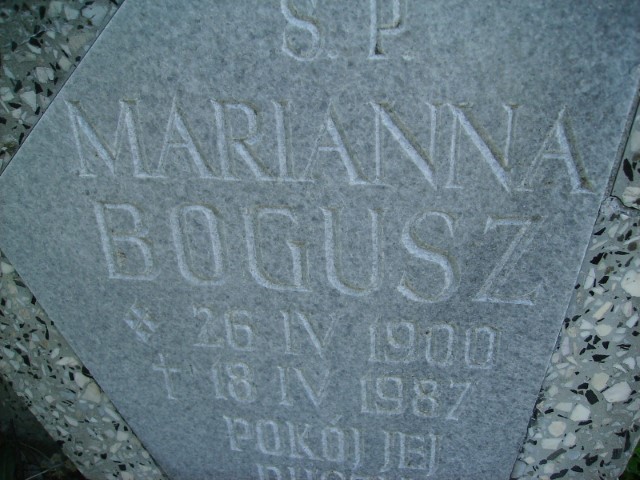 Ś.P.
MARIANNA
BOGUSZ
26 IV 1900
† 18 IV 1987
POKÓJ JEJ